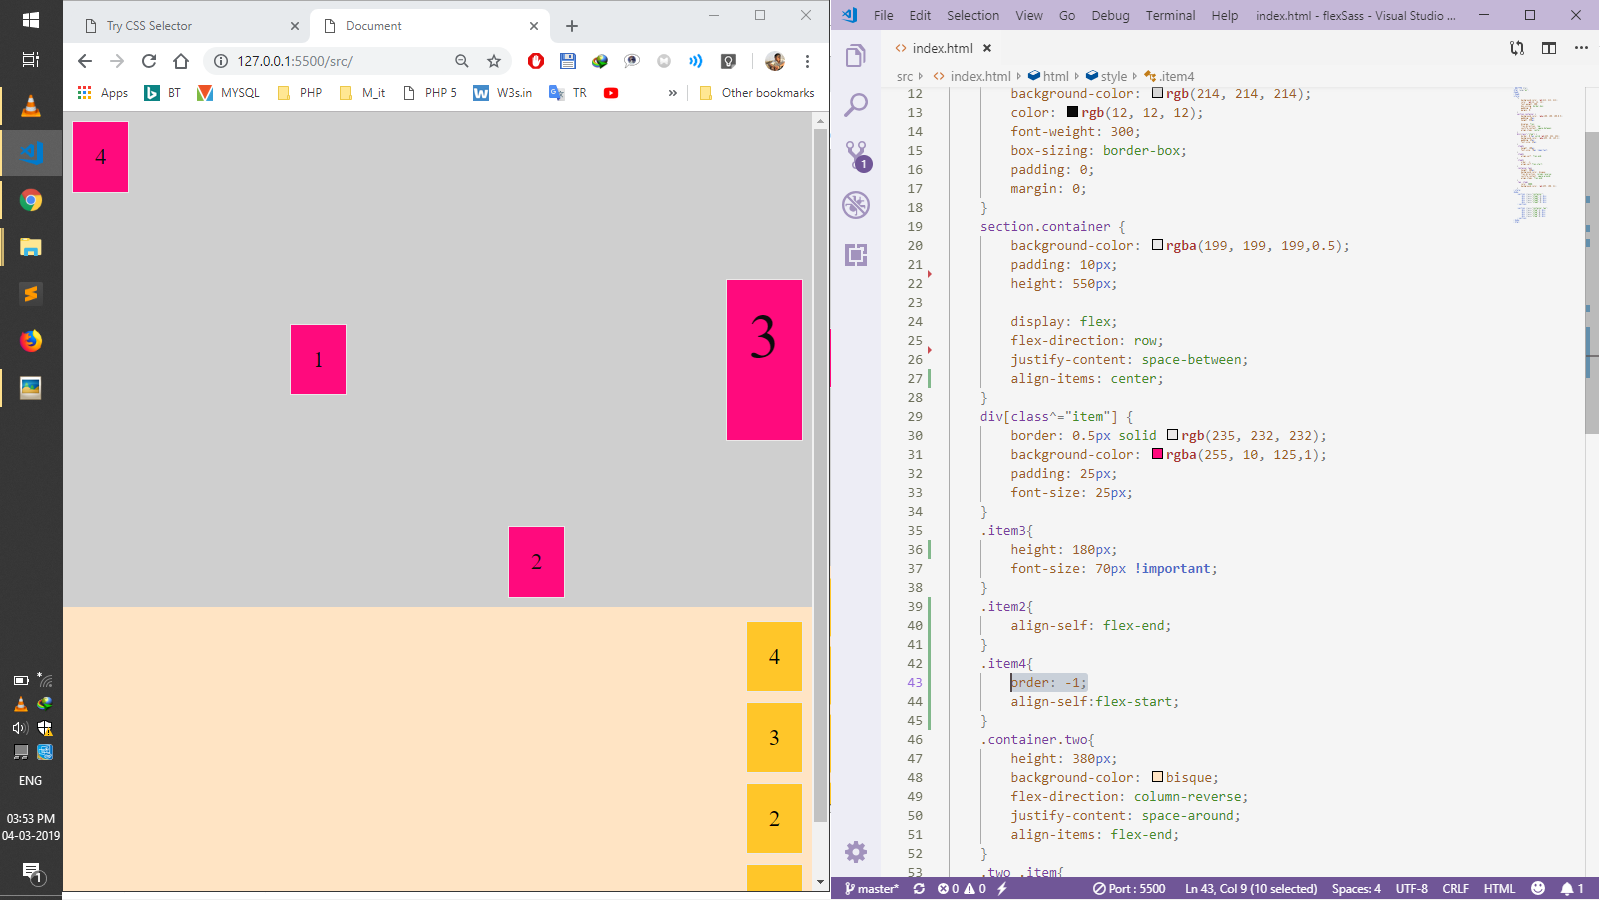 Try CSS Selector
Document
127.0.0.1:5500/src/
Apps
BT
MYSQL
PHP
M_it
PHP 5
W3s.in
TR
»
Other bookmarks
4
1
3
2
4
3
2
ENG
03:53 PM
04-03-2019
1
File Edit Selection View Go Debug Terminal Help index.html - flexSass - Visual Studio ...
index.html
src index.html html style .item4
1
12 background-color: rgb(214, 214, 214);
13 color: rgb(12, 12, 12);
14 font-weight: 300;
15 box-sizing: border-box;
16 padding: 0;
17 margin: 0;
18 }
19 section.container {
20 background-color: rgba(199, 199, 199,0.5);
21 padding: 10px;
22 height: 550px;
23
24 display: flex;
25 flex-direction: row;
26 justify-content: space-between;
27 align-items: center;
28 }
29 div[class^="item"] {
30 border: 0.5px solid rgb(235, 232, 232);
31 background-color: rgba(255, 10, 125,1);
32 padding: 25px;
33 font-size: 25px;
34 }
35 .item3{
36 height: 180px;
37 font-size: 70px !important;
38 }
39 .item2{
40 align-self: flex-end;
41 }
42 .item4{
43 order: -1;
44 align-self:flex-start;
45 }
46 .container.two{
47 height: 380px;
48 background-color: bisque;
49 flex-direction: column-reverse;
50 justify-content: space-around;
51 align-items: flex-end;
52 }
53 .two .item{
master* 0 0 Port : 5500 Ln 43, Col 9 (10 selected) Spaces: 4 UTF-8 CRLF HTML 1